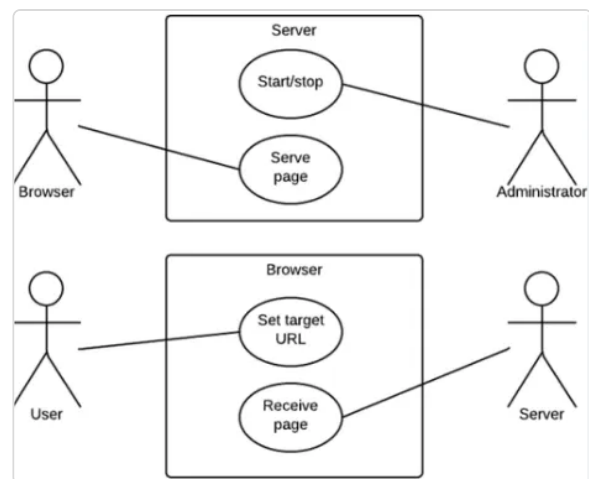 Server
Start/stop
Serve
page
Browser
Administrator
Browser
Set target
URL
Receive
page
User
Server